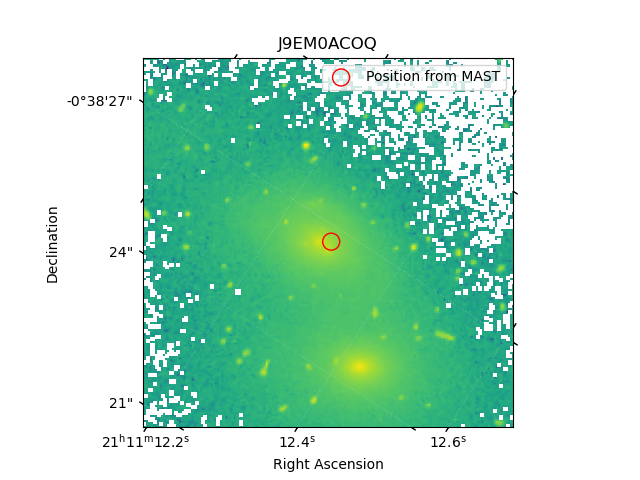 J9EM0ACOQ
Position from MAST
-0°38'27"
24"
21"
Declination
21h11m12.2s
12.4s
12.6s
Right Ascension